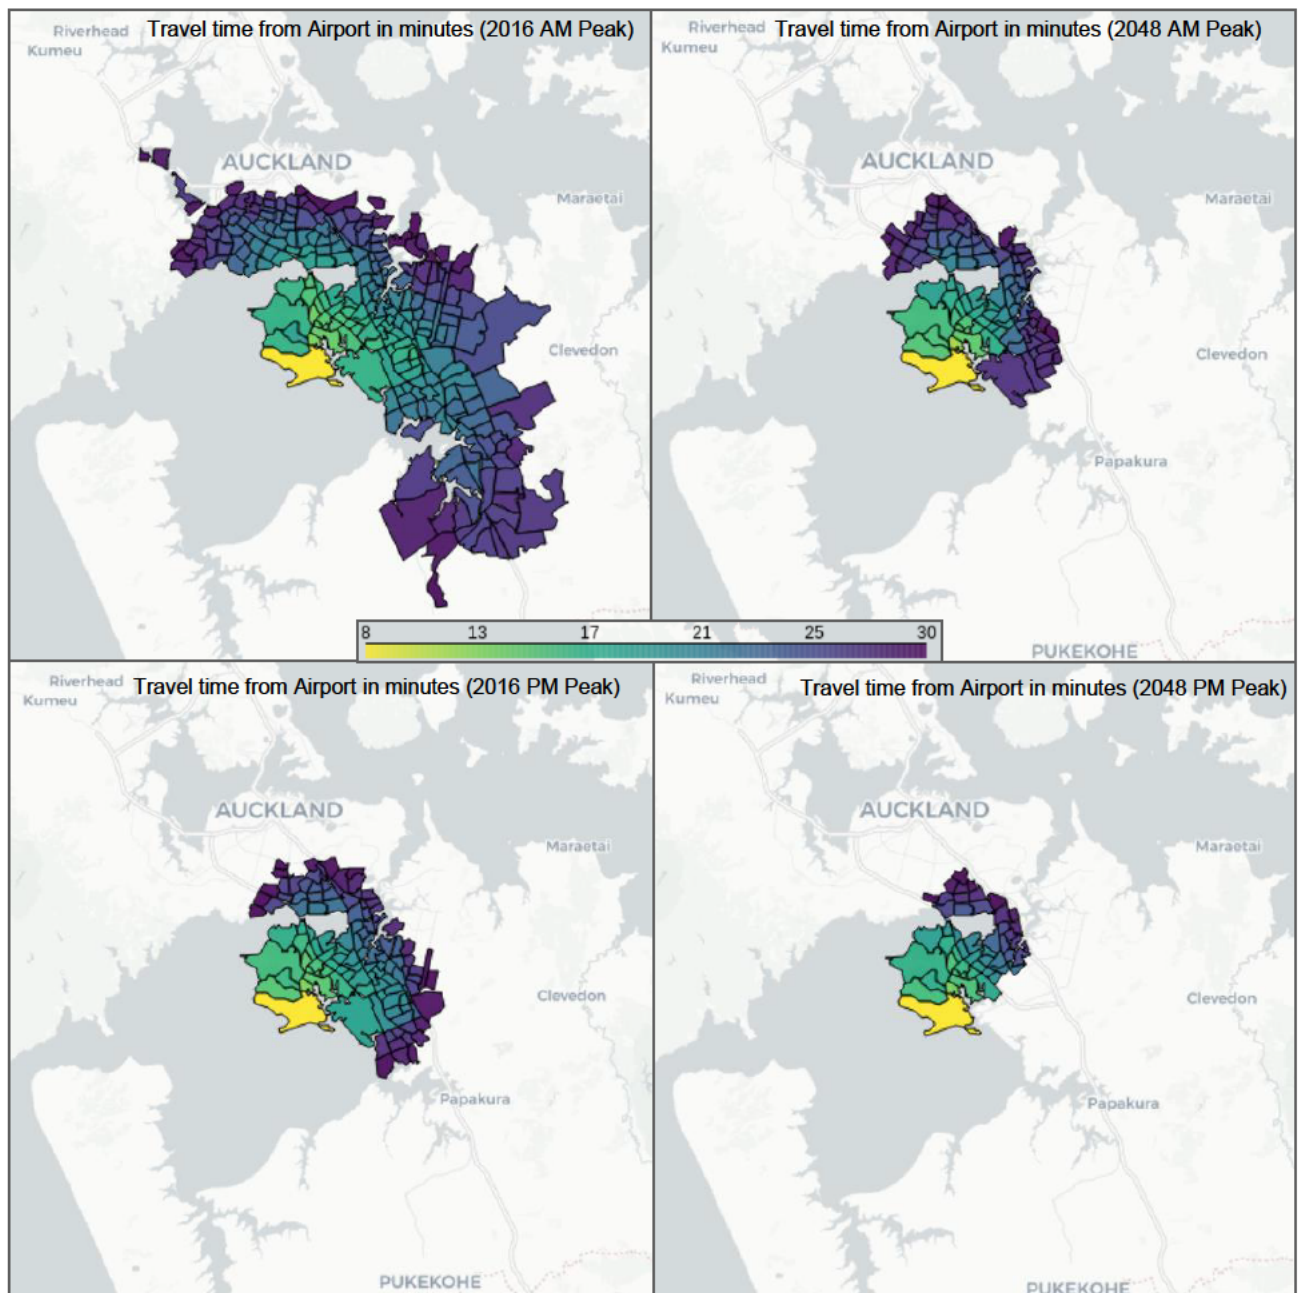 Travel time from Airport in minutes (2016 AM Peak)
Riverhead
Kumeu
AUCKLAND
Maraetai
Clevedon
Travel time from Airport in minutes (2048 AM Peak)
Riverhead
Kumeu
AUCKLAND
Maraetai
Clevedon
Papakura
PUKEKOHE
8 13 17 21 25 30
Travel time from Airport in minutes (2016 PM Peak)
Riverhead
Kumeu
AUCKLAND
Maraetai
Clevedon
Papakura
PUKEKOHE
Travel time from Airport in minutes (2048 PM Peak)
Riverhead
Kumeu
AUCKLAND
Maraetai
Clevedon
Papakura
PUKEKOHE